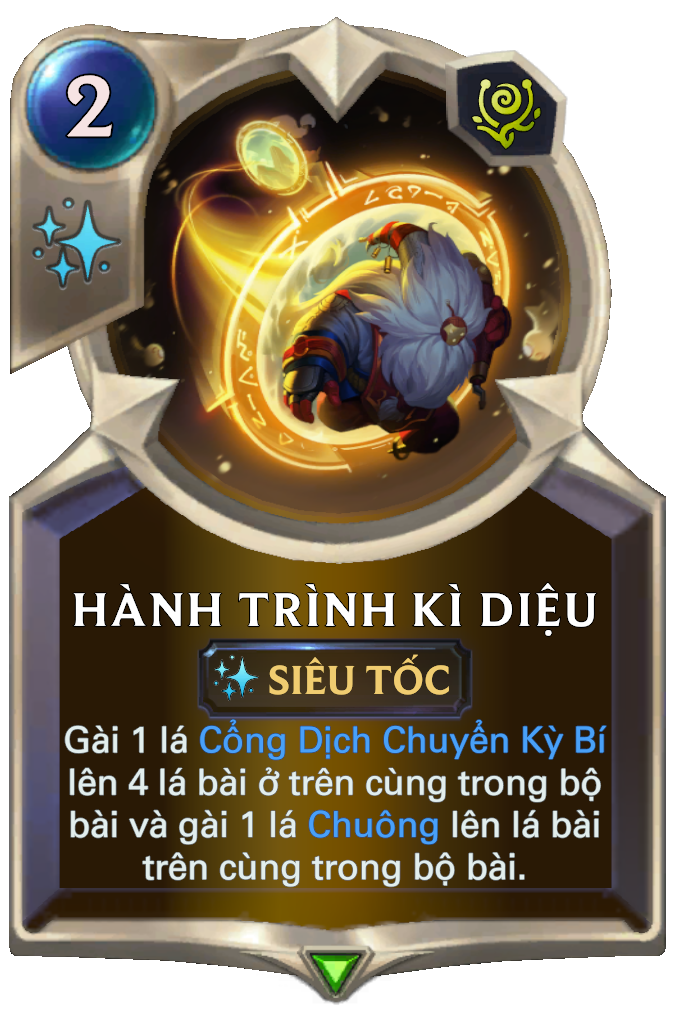 2
HÀNH TRÌNH KÌ DIỆU
SIÊU TỐC
Gài 1 lá Cổng Dịch Chuyển Kỳ Bí
lên 4 lá bài ở trên cùng trong bộ
bài và gài 1 lá Chuông lên lá bài
trên cùng trong bộ bài.